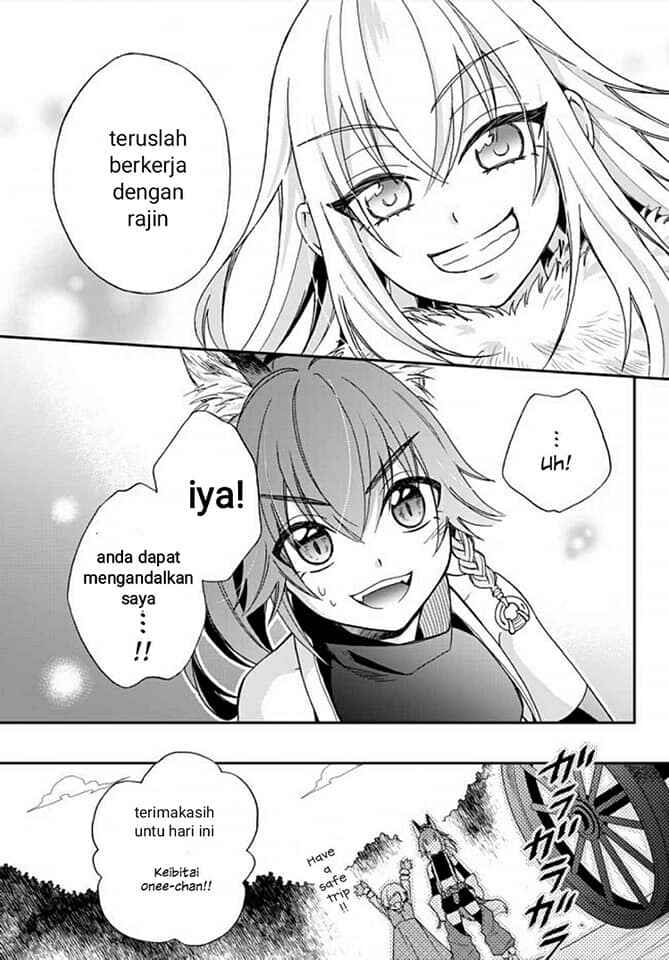 teruslah
berkerja
dengan
rajin
...
Uh!
iya!
anda dapat
mengandalkan
saya
...
!!
terimakasih
untu hari ini
Keibitai
onee-chan!!
Have
a
safe
trip
!!
ガラガラガラ